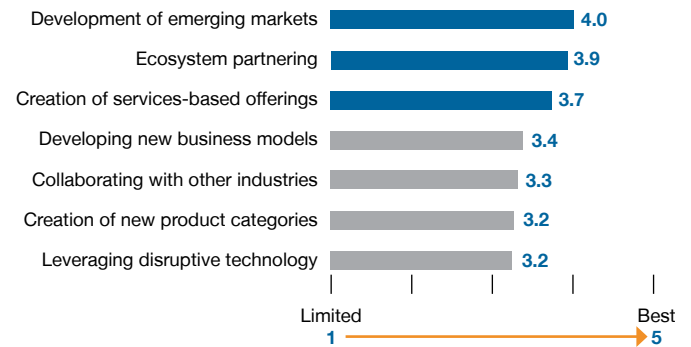 Development of emerging markets 4.0
Ecosystem partnering 3.9
Creation of services-based offerings 3.7
Developing new business models 3.4
Collaborating with other industries 3.3
Creation of new product categories 3.2
Leveraging disruptive technology 3.2
Limited Best
1 5